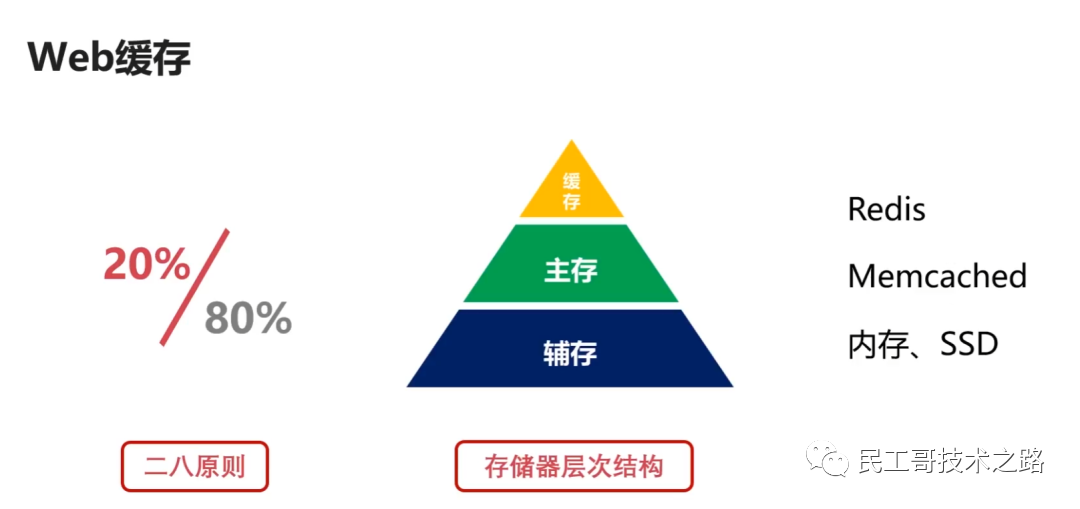 Web缓存
20%
80%
二八原则
缓
存
主存
辅存
存储器层次结构
Redis
Memcached
内存、SSD
民工哥技术之路